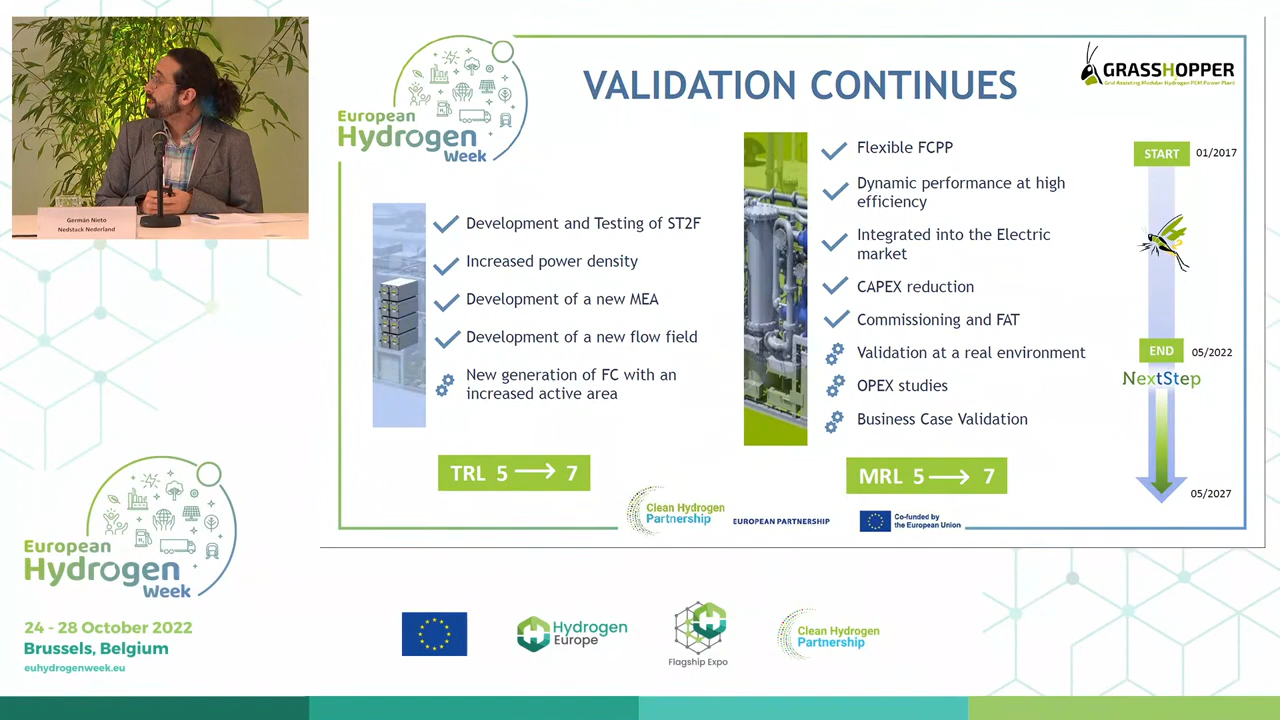 Germán Nieto
Nedstack Nederland
European
Hydrogen
Week
VALIDATION CONTINUES
GRASSHOPPER
Grid Assisting Modular Hydrogen PEM Power Plant
Development and Testing of ST2F
Increased power density
Development of a new MEA
Development of a new flow field
New generation of FC with an
increased active area
TRL 5 → 7
Flexible FCPP
Dynamic performance at high
efficiency
Integrated into the Electric
market
CAPEX reduction
Commissioning and FAT
Validation at a real environment
OPEX studies
Business Case Validation
MRL 5 → 7
START 01/2017
END 05/2022
NextStep
05/2027
Clean Hydrogen
Partnership
EUROPEAN PARTNERSHIP
Co-funded by
the European Union
European
Hydrogen
Week
24 - 28 October 2022
Brussels, Belgium
euhydrogenweek.eu
Hydrogen
Europe
Flagship Expo
Clean Hydrogen
Partnership